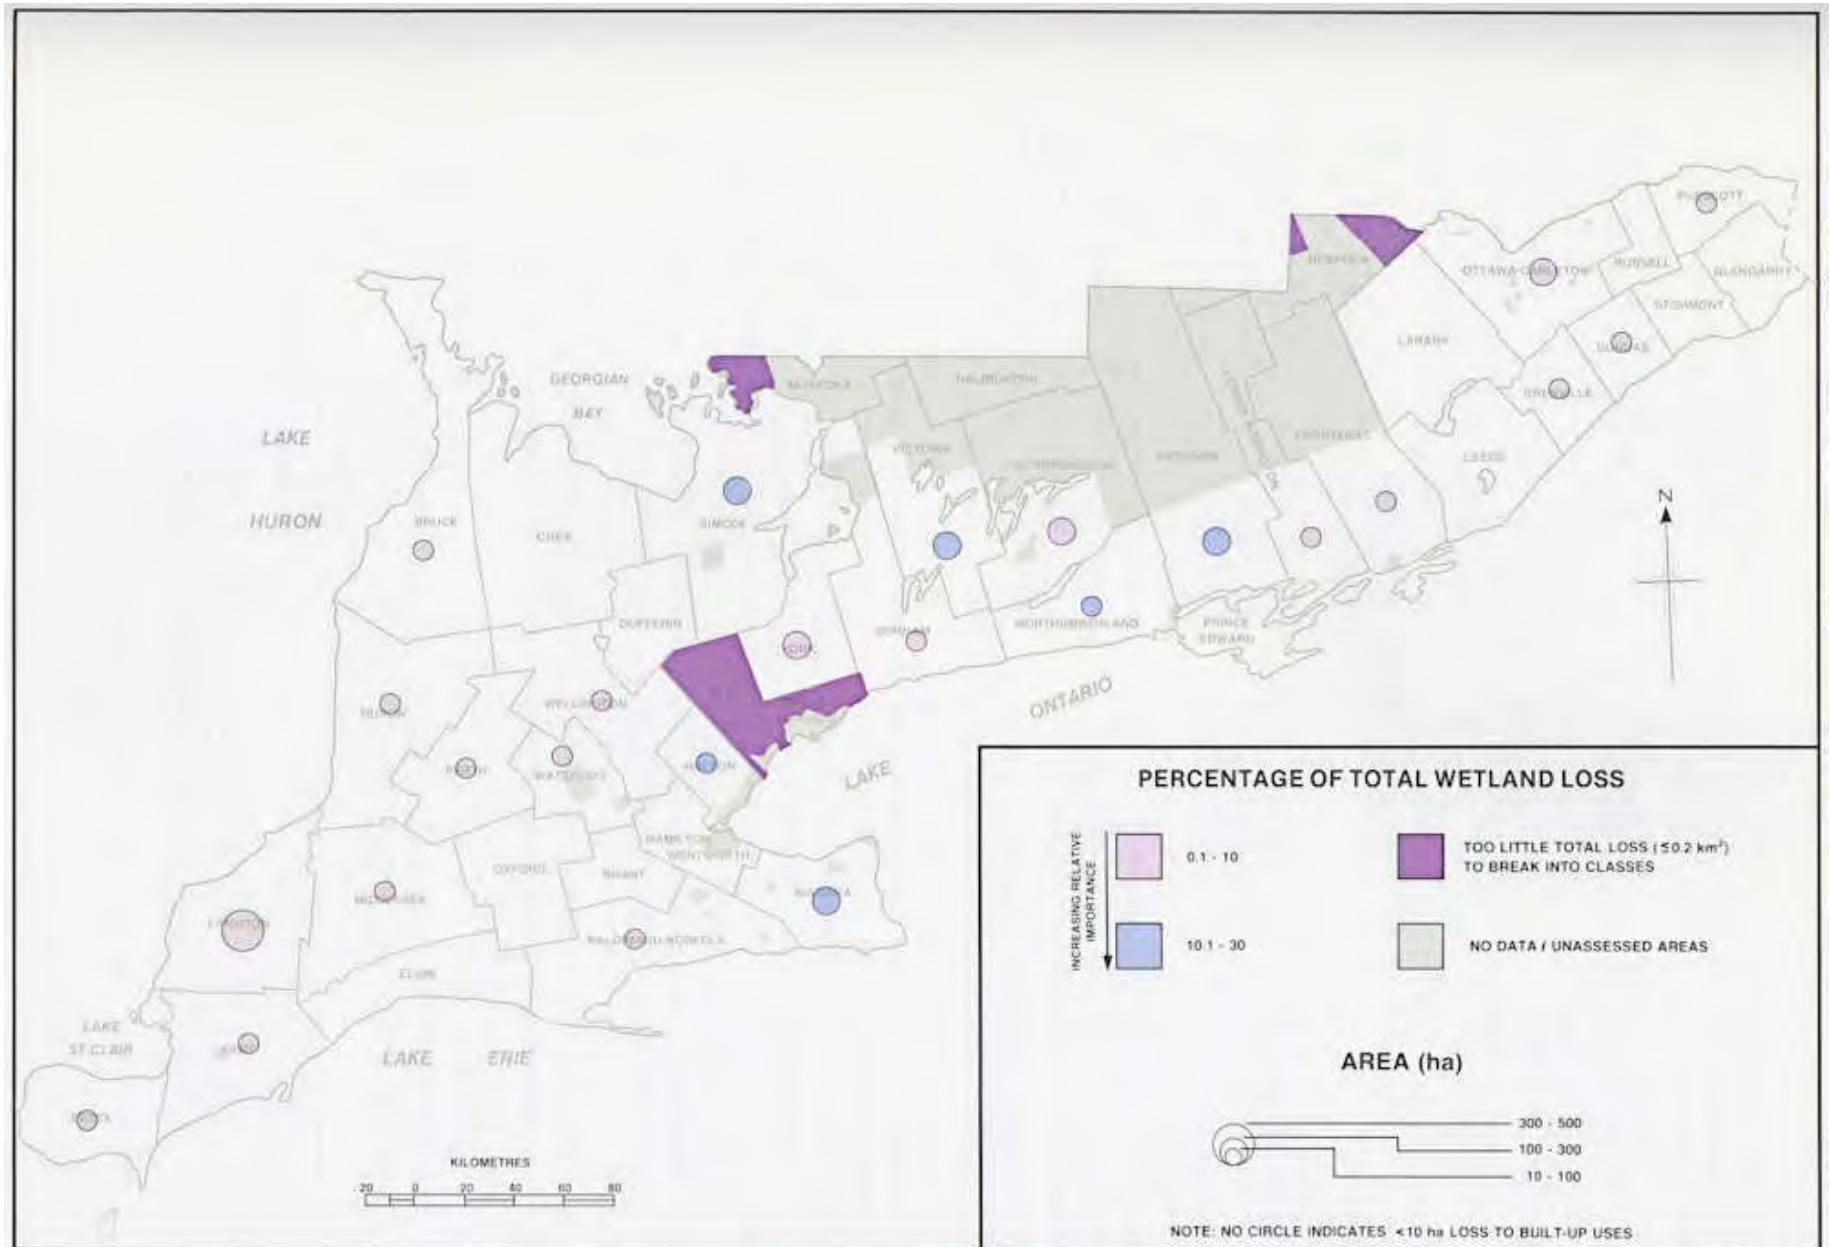 PRESCOTT
OTTAWA-CARLETON
RUSSELL
GLENGARRY
STORMONT
RENFREW
LANARK
DUNDAS
GRENVILLE
LEEDS
GEORGIAN
BAY
MUSKOKA
HALIBURTON
LAKE
HURON
VICTORIA
PETERBOROUGH
HASTINGS
FRONTENAC
BRUCE
GREY
SIMCOE
N
DUFFERIN
YORK
DURHAM
NORTHUMBERLAND
PRINCE
EDWARD
LAKE
ONTARIO
HURON
WELLINGTON
PERTH
WATERLOO
HALTON
HAMILTON
WENTWORTH
OXFORD
BRANT
NIAGARA
MIDDLESEX
LAMBTON
HALDIMAND-NORFOLK
ELGIN
LAKE
ST CLAIR
KENT
LAKE ERIE
ESSEX
KILOMETRES
20 0 20 40 60 80
PERCENTAGE OF TOTAL WETLAND LOSS
INCREASING RELATIVE
IMPORTANCE
0.1 - 10
10.1 - 30
TOO LITTLE TOTAL LOSS (≤0.2 km²)
TO BREAK INTO CLASSES
NO DATA / UNASSESSED AREAS
AREA (ha)
300 - 500
100 - 300
10 - 100
NOTE: NO CIRCLE INDICATES <10 ha LOSS TO BUILT-UP USES